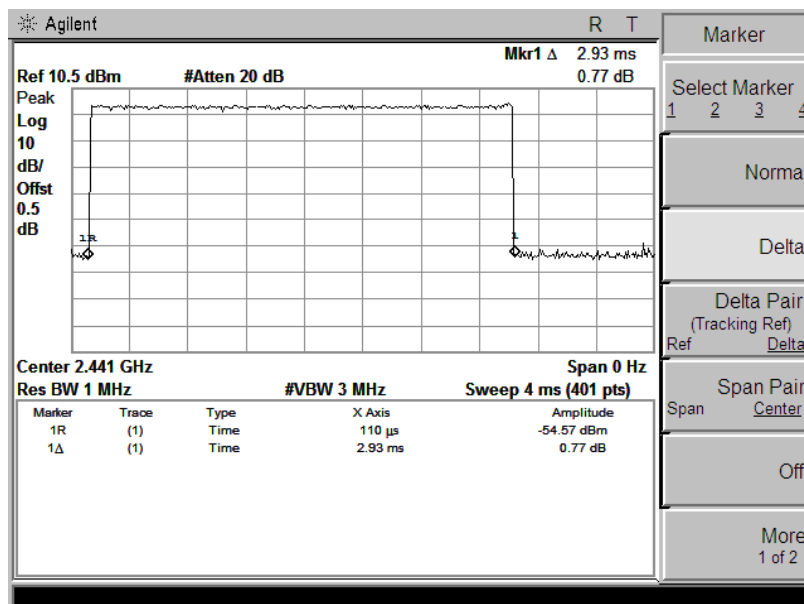 Agilent R T
Mkr1 Δ 2.93 ms
Ref 10.5 dBm #Atten 20 dB 0.77 dB
Peak
Log
10
dB/
Offst
0.5
dB
1R
1
Center 2.441 GHz Span 0 Hz
Res BW 1 MHz #VBW 3 MHz Sweep 4 ms (401 pts)
Marker Trace Type X Axis Amplitude
1R (1) Time 110 µs -54.57 dBm
1Δ (1) Time 2.93 ms 0.77 dB
Marker
Select Marker
1 2 3 4
Norma
Delta
Delta Pair
(Tracking Ref)
Ref Delta
Span Pair
Span Center
Off
More
1 of 2